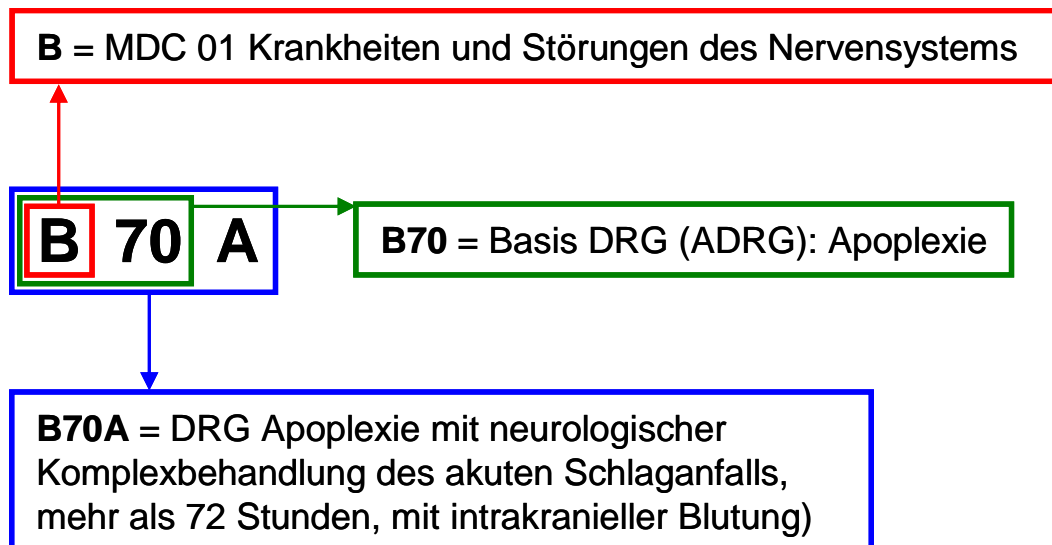 B = MDC 01 Krankheiten und Störungen des Nervensystems
B 70 A
B70 = Basis DRG (ADRG): Apoplexie
B70A = DRG Apoplexie mit neurologischer
Komplexbehandlung des akuten Schlaganfalls,
mehr als 72 Stunden, mit intrakranieller Blutung)